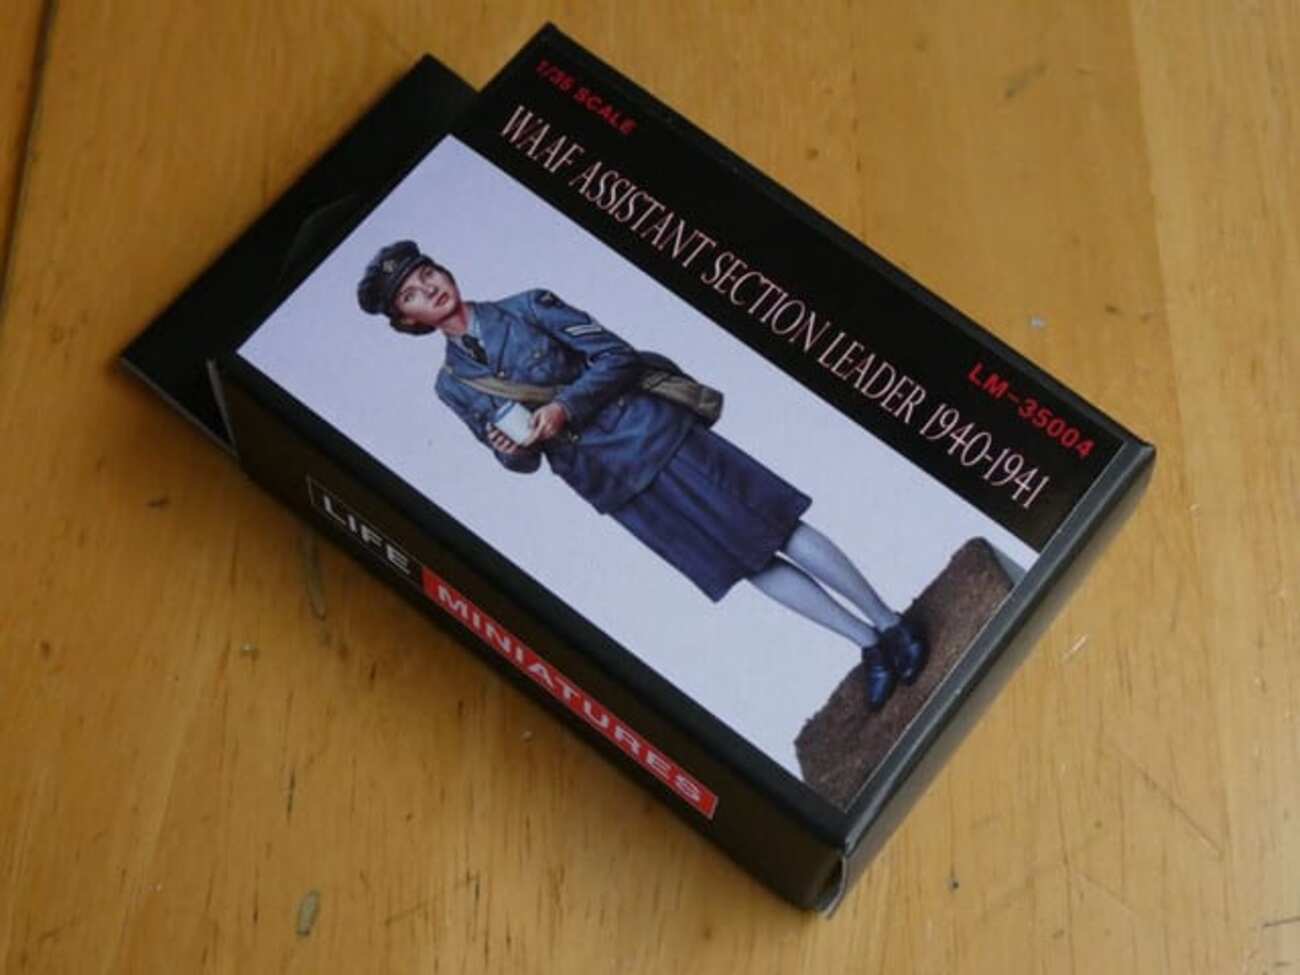 1/35 SCALE
WAAF ASSISTANT SECTION LEADER 1940-1941
LM-35004
LIFE MINIATURES